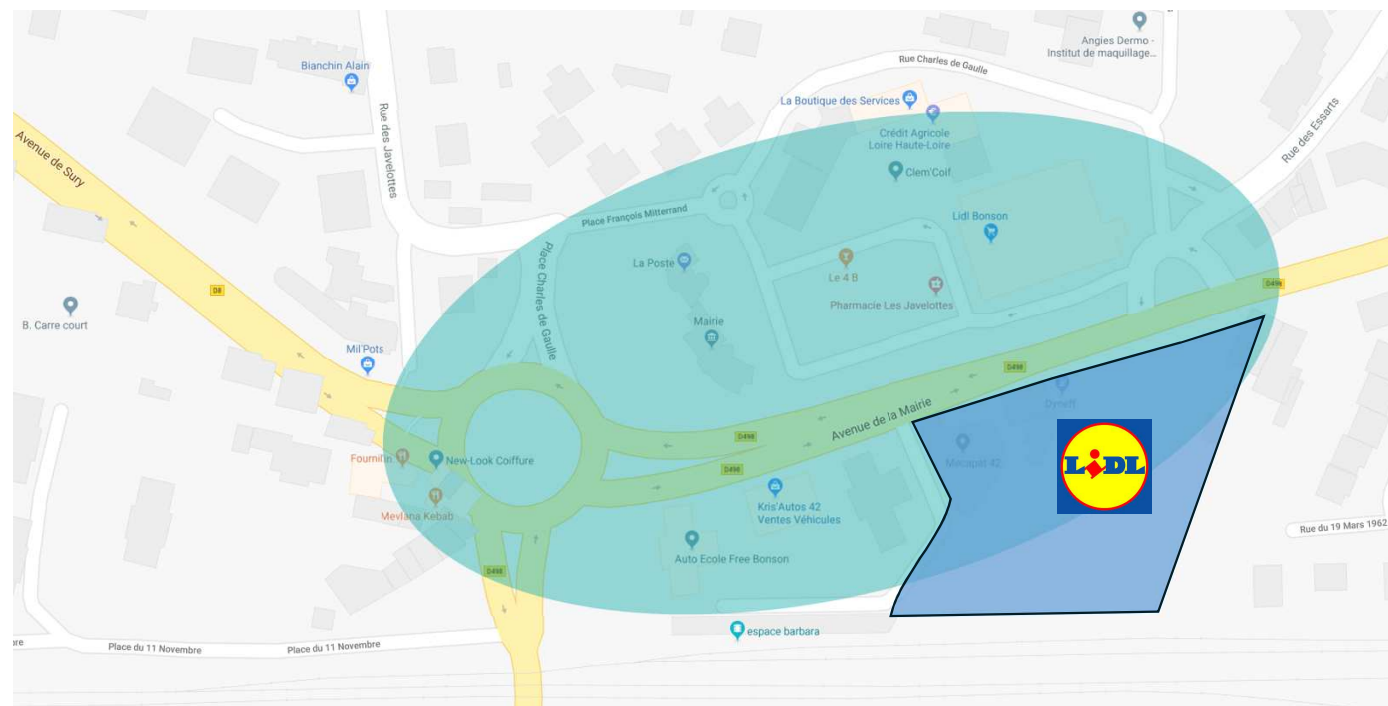 Angies Dermo -
Institut de maquillage...
Rue Charles de Gaulle
Bianchin Alain
La Boutique des Services
Rue des Javelottes
Crédit Agricole
Loire Haute-Loire
Rue des Essarts
Avenue de Sury
Clem'Coif
Place François Mitterrand
Lidl Bonson
Place Charles de Gaulle
La Poste
Le 4 B
D8
D498
Pharmacie Les Javelottes
B. Carre court
Mairie
Mil'Pots
D498
Dyneff
Avenue de la Mairie
D498
Fournil'in
New-Look Coiffure
D498
Mecapat 42
LIDL
Mevlana Kebab
Kris'Autos 42
Ventes Véhicules
Rue du 19 Mars 1962
Auto Ecole Free Bonson
D498
espace barbara
Place du 11 Novembre
Place du 11 Novembre